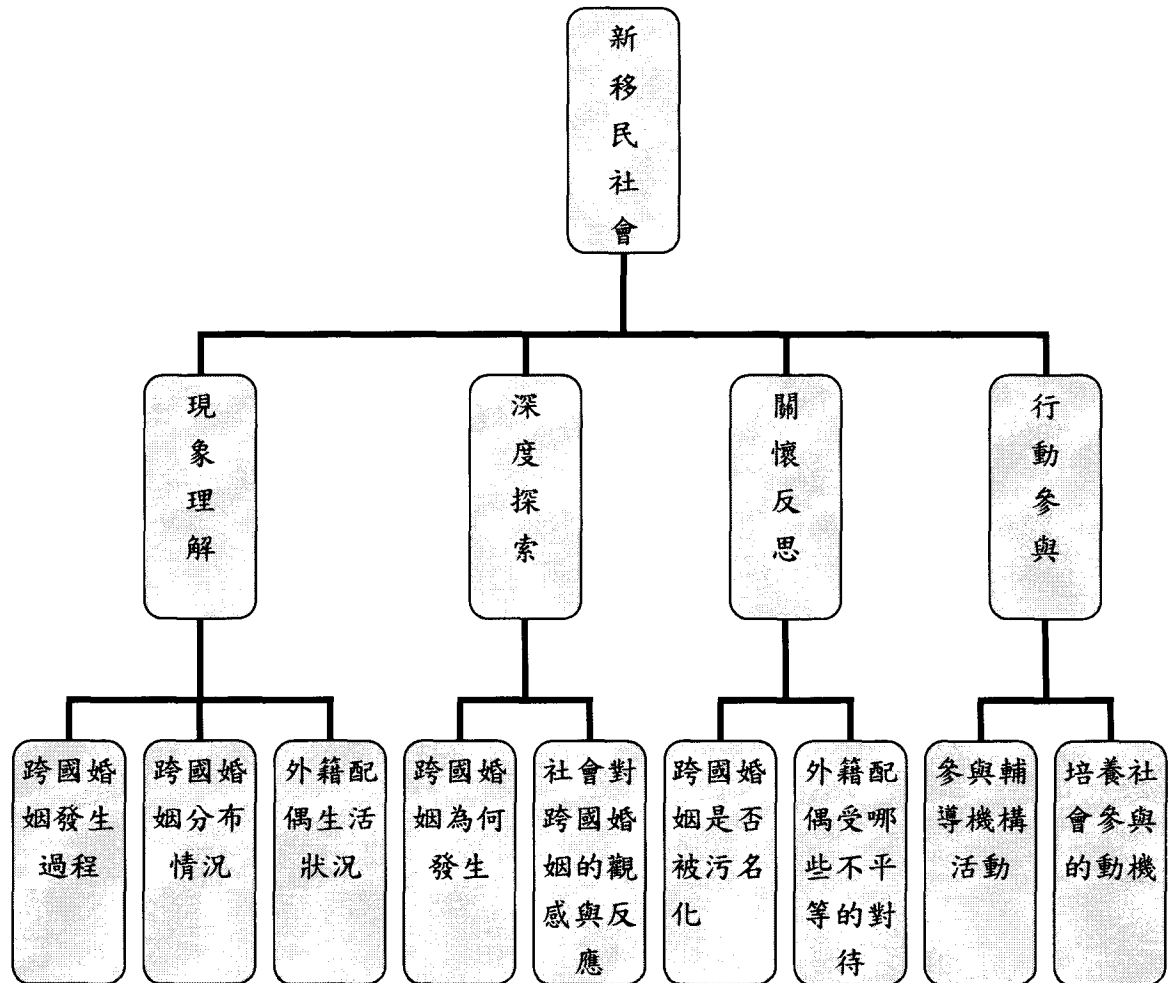 新
移
民
社
會
現
象
理
解
深
度
探
索
關
懷
反
思
行
動
參
與
跨國婚
姻發生
過程
跨國婚
姻分布
情況
外籍配
偶生活
狀況
跨國婚
姻為何
發生
社會對
跨國婚
姻的觀
感與反
應
跨國婚
姻是否
被污名
化
外籍配
偶受哪
些不平
等的對
待
參與輔
導機構
活動
培養社
會參與
的動機